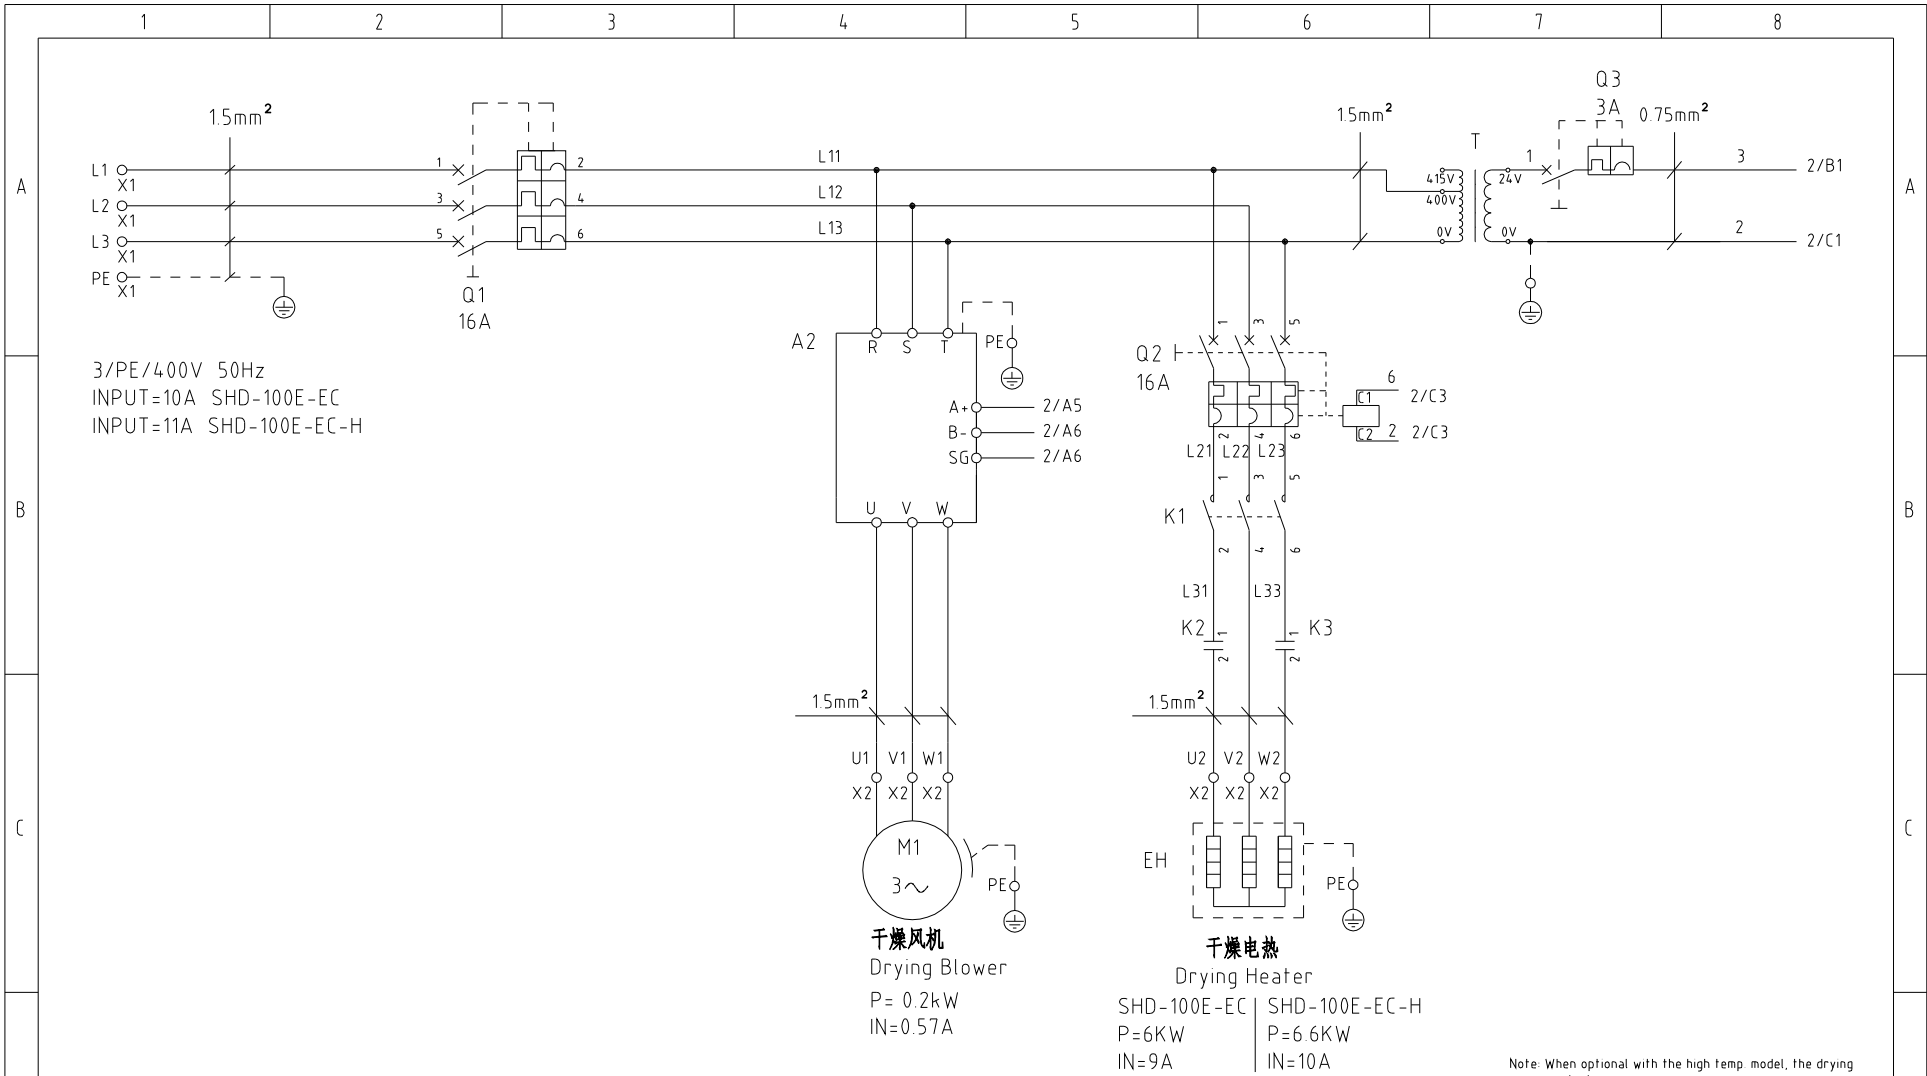 1 2 3 4 5 6 7 8
A A
B B
C C
1.5mm²
L1
X1
L2
X1
L3
X1
PE
X1
1 2
3 4
5 6
Q1
16A
3/PE/400V 50Hz
INPUT=10A SHD-100E-EC
INPUT=11A SHD-100E-EC-H
L11
L12
L13
A2
R S T
PE
A+ 2/A5
B- 2/A6
SG 2/A6
U V W
1.5mm²
U1 V1 W1
X2 X2 X2
M1
3~
PE
干燥风机
Drying Blower
P= 0.2kW
IN=0.57A
1.5mm²
T
415V
400V
0V
24V
0V
1
Q3
3A
0.75mm²
3 2/B1
2 2/C1
Q2
16A
1 3 5
2 4 6
C1 6 2/C3
C2 2 2/C3
L21 L22 L23
K1
1 3 5
2 4 6
L31 L33
K2 1 2
K3 1 2
1.5mm²
U2 V2 W2
X2 X2 X2
EH
PE
干燥电热
Drying Heater
SHD-100E-EC SHD-100E-EC-H
P=6KW P=6.6KW
IN=9A IN=10A
Note: When optional with the high temp. model, the drying